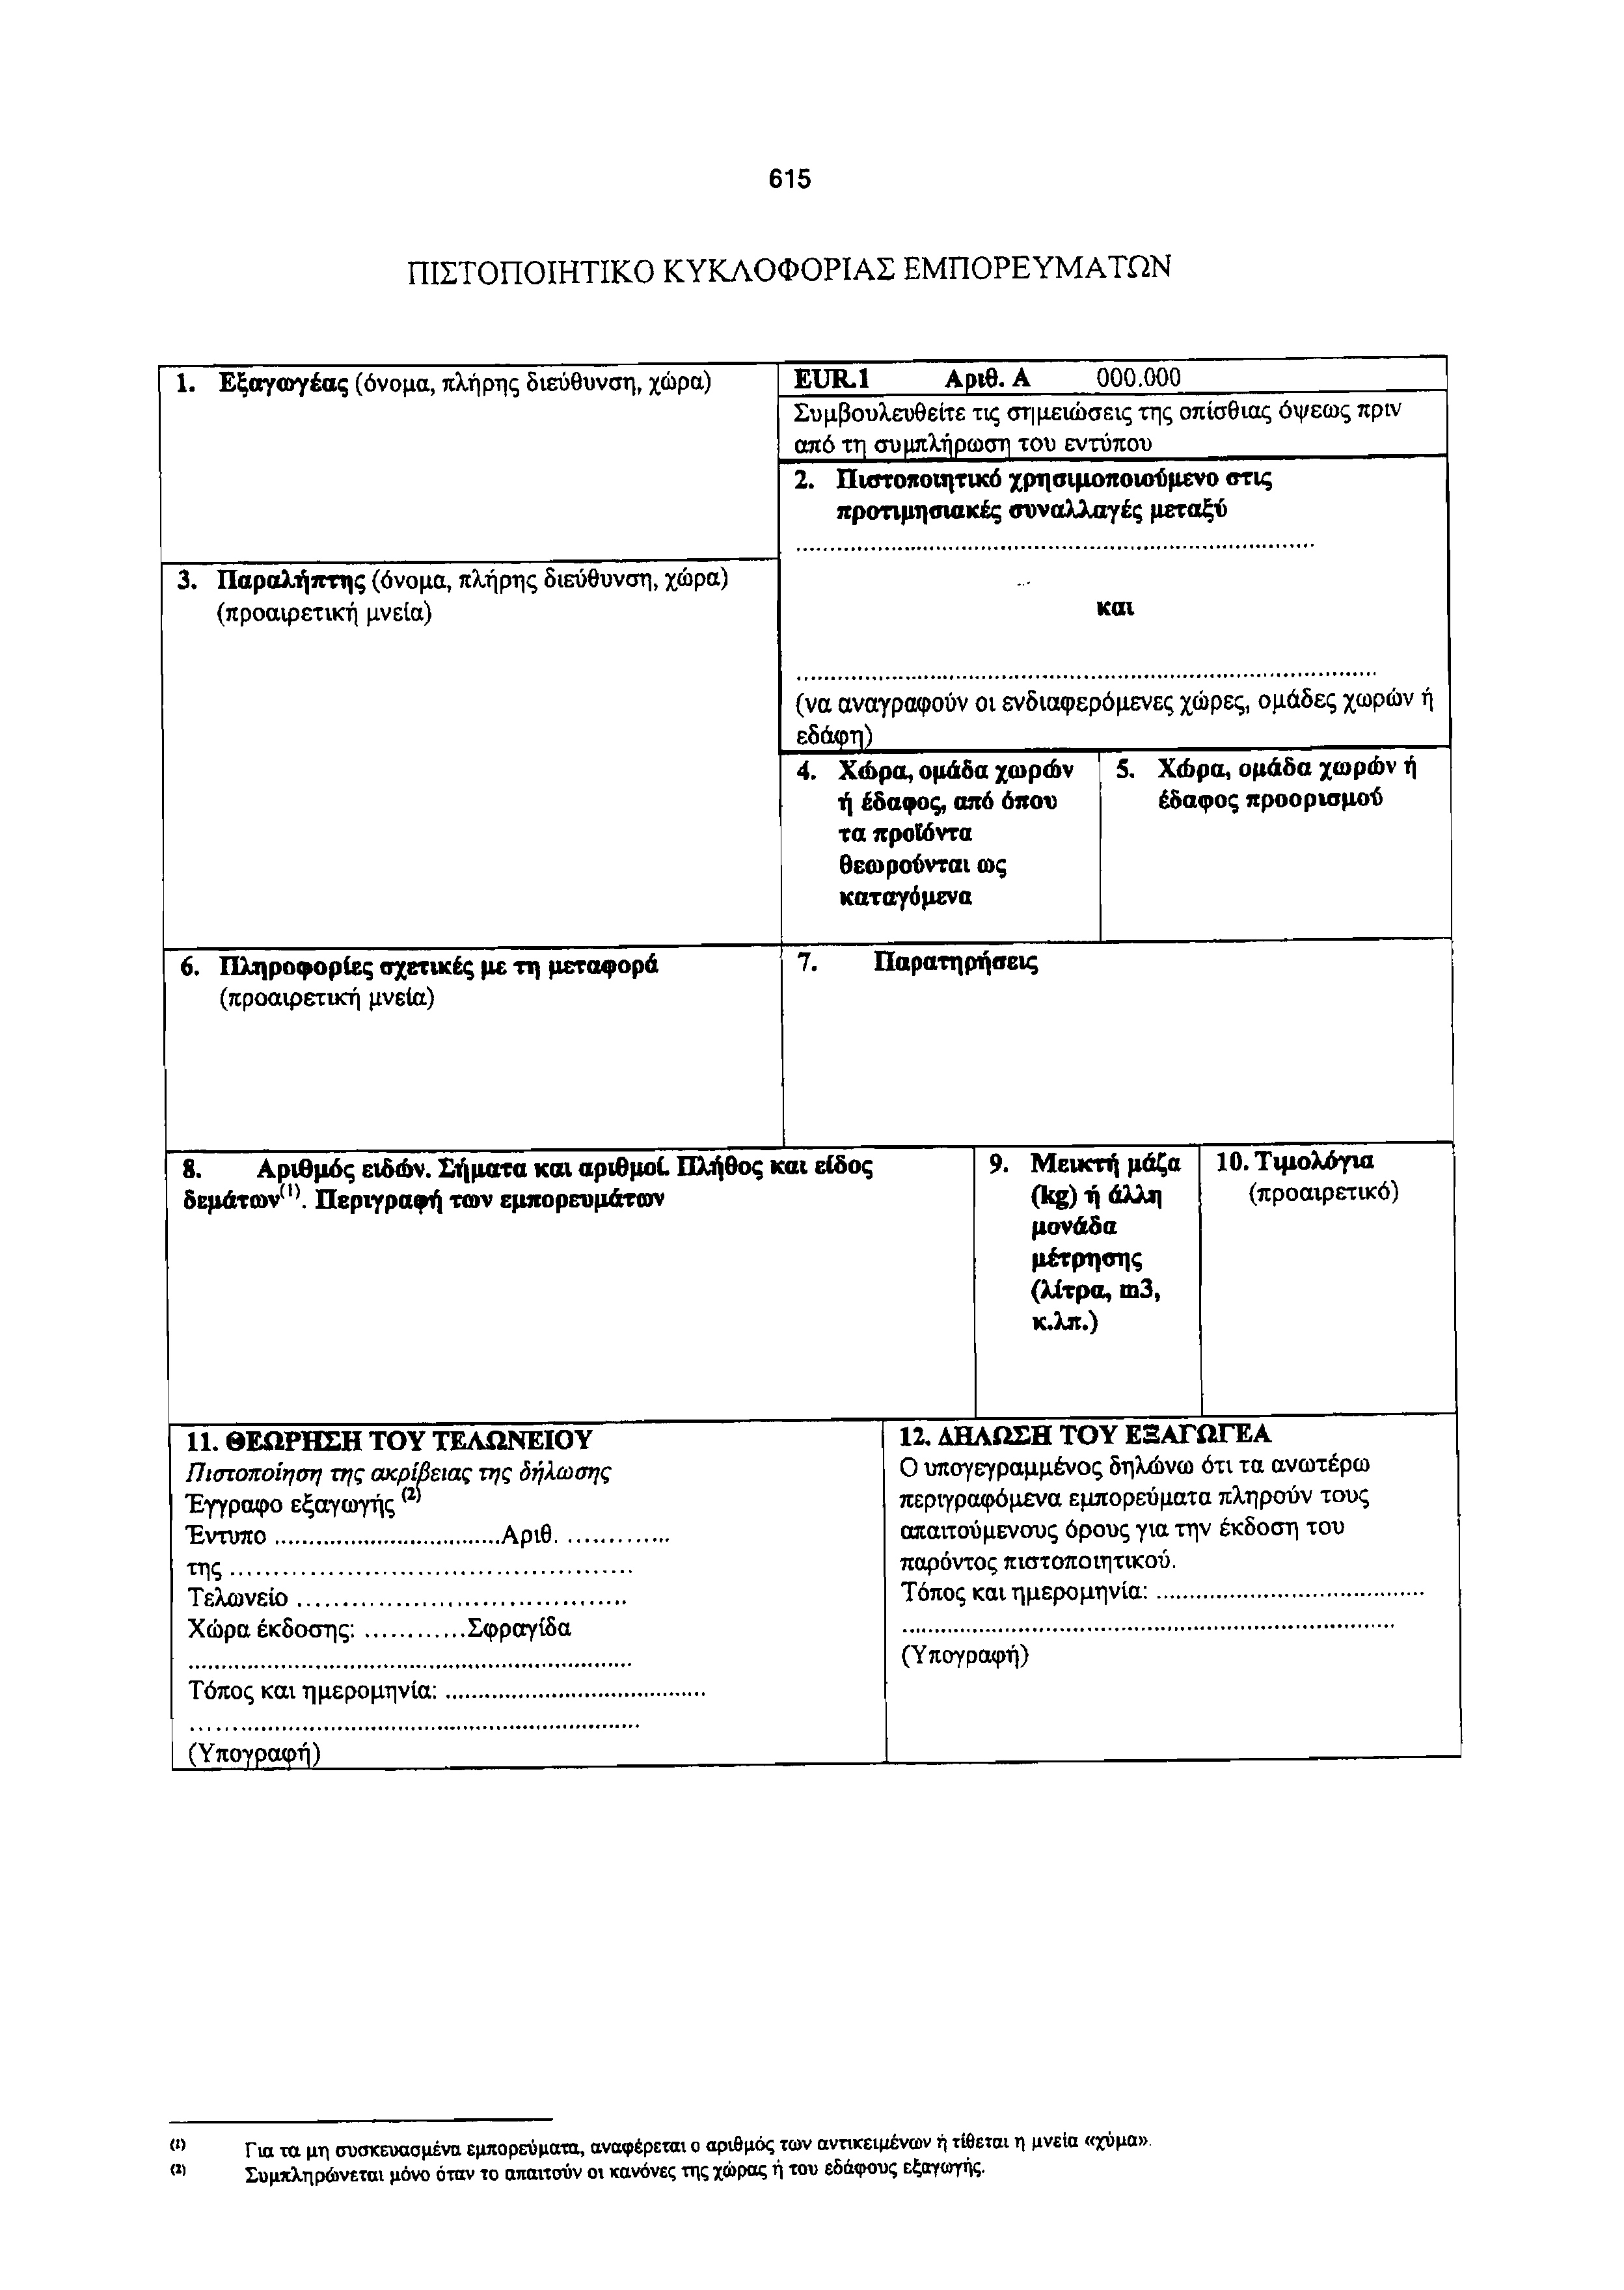 615
ΠΙΣΤΟΠΟΙΗΤΙΚΟ ΚΥΚΛΟΦΟΡΙΑΣ ΕΜΠΟΡΕΥΜΑΤΩΝ
1. Εξαγωγέας (όνομα, πλήρης διεύθυνση, χώρα)
EUR.1 Αριθ. Α 000.000
Συμβουλευθείτε τις σημειώσεις της οπίσθιας όψεως πριν
από τη συμπλήρωση του εντύπου
2. Πιστοποιητικό χρησιμοποιούμενο στις
προτιμησιακές συναλλαγές μεταξύ
..............................................................................
3. Παραλήπτης (όνομα, πλήρης διεύθυνση, χώρα)
(προαιρετική μνεία)
και
..............................................................................
(να αναγραφούν οι ενδιαφερόμενες χώρες, ομάδες χωρών ή
εδάφη)
4. Χώρα, ομάδα χωρών
ή έδαφος, από όπου
τα προϊόντα
θεωρούνται ως
καταγόμενα
5. Χώρα, ομάδα χωρών ή
έδαφος προορισμού
6. Πληροφορίες σχετικές με τη μεταφορά
(προαιρετική μνεία)
7. Παρατηρήσεις
8. Αριθμός ειδών. Σήματα και αριθμοί. Πλήθος και είδος
δεμάτων(1). Περιγραφή των εμπορευμάτων
9. Μεικτή μάζα
(kg) ή άλλη
μονάδα
μέτρησης
(λίτρα, m3,
κ.λπ.)
10. Τιμολόγια
(προαιρετικό)
11. ΘΕΩΡΗΣΗ ΤΟΥ ΤΕΛΩΝΕΙΟΥ
Πιστοποίηση της ακρίβειας της δήλωσης
Έγγραφο εξαγωγής (2)
Έντυπο ..................................Αριθ. ................
της ............................................................
Τελωνείο .................................................
Χώρα έκδοσης: ............Σφραγίδα
..................................................................
Τόπος και ημερομηνία: .......................................
..................................................................
(Υπογραφή)
12. ΔΗΛΩΣΗ ΤΟΥ ΕΞΑΓΩΓΕΑ
Ο υπογεγραμμένος δηλώνω ότι τα ανωτέρω
περιγραφόμενα εμπορεύματα πληρούν τους
απαιτούμενους όρους για την έκδοση του
παρόντος πιστοποιητικού.
Τόπος και ημερομηνία: .......................................
..........................................................................
(Υπογραφή)
(1) Για τα μη συσκευασμένα εμπορεύματα, αναφέρεται ο αριθμός των αντικειμένων ή τίθεται η μνεία «χύμα».
(2) Συμπληρώνεται μόνο όταν το απαιτούν οι κανόνες της χώρας ή του εδάφους εξαγωγής.